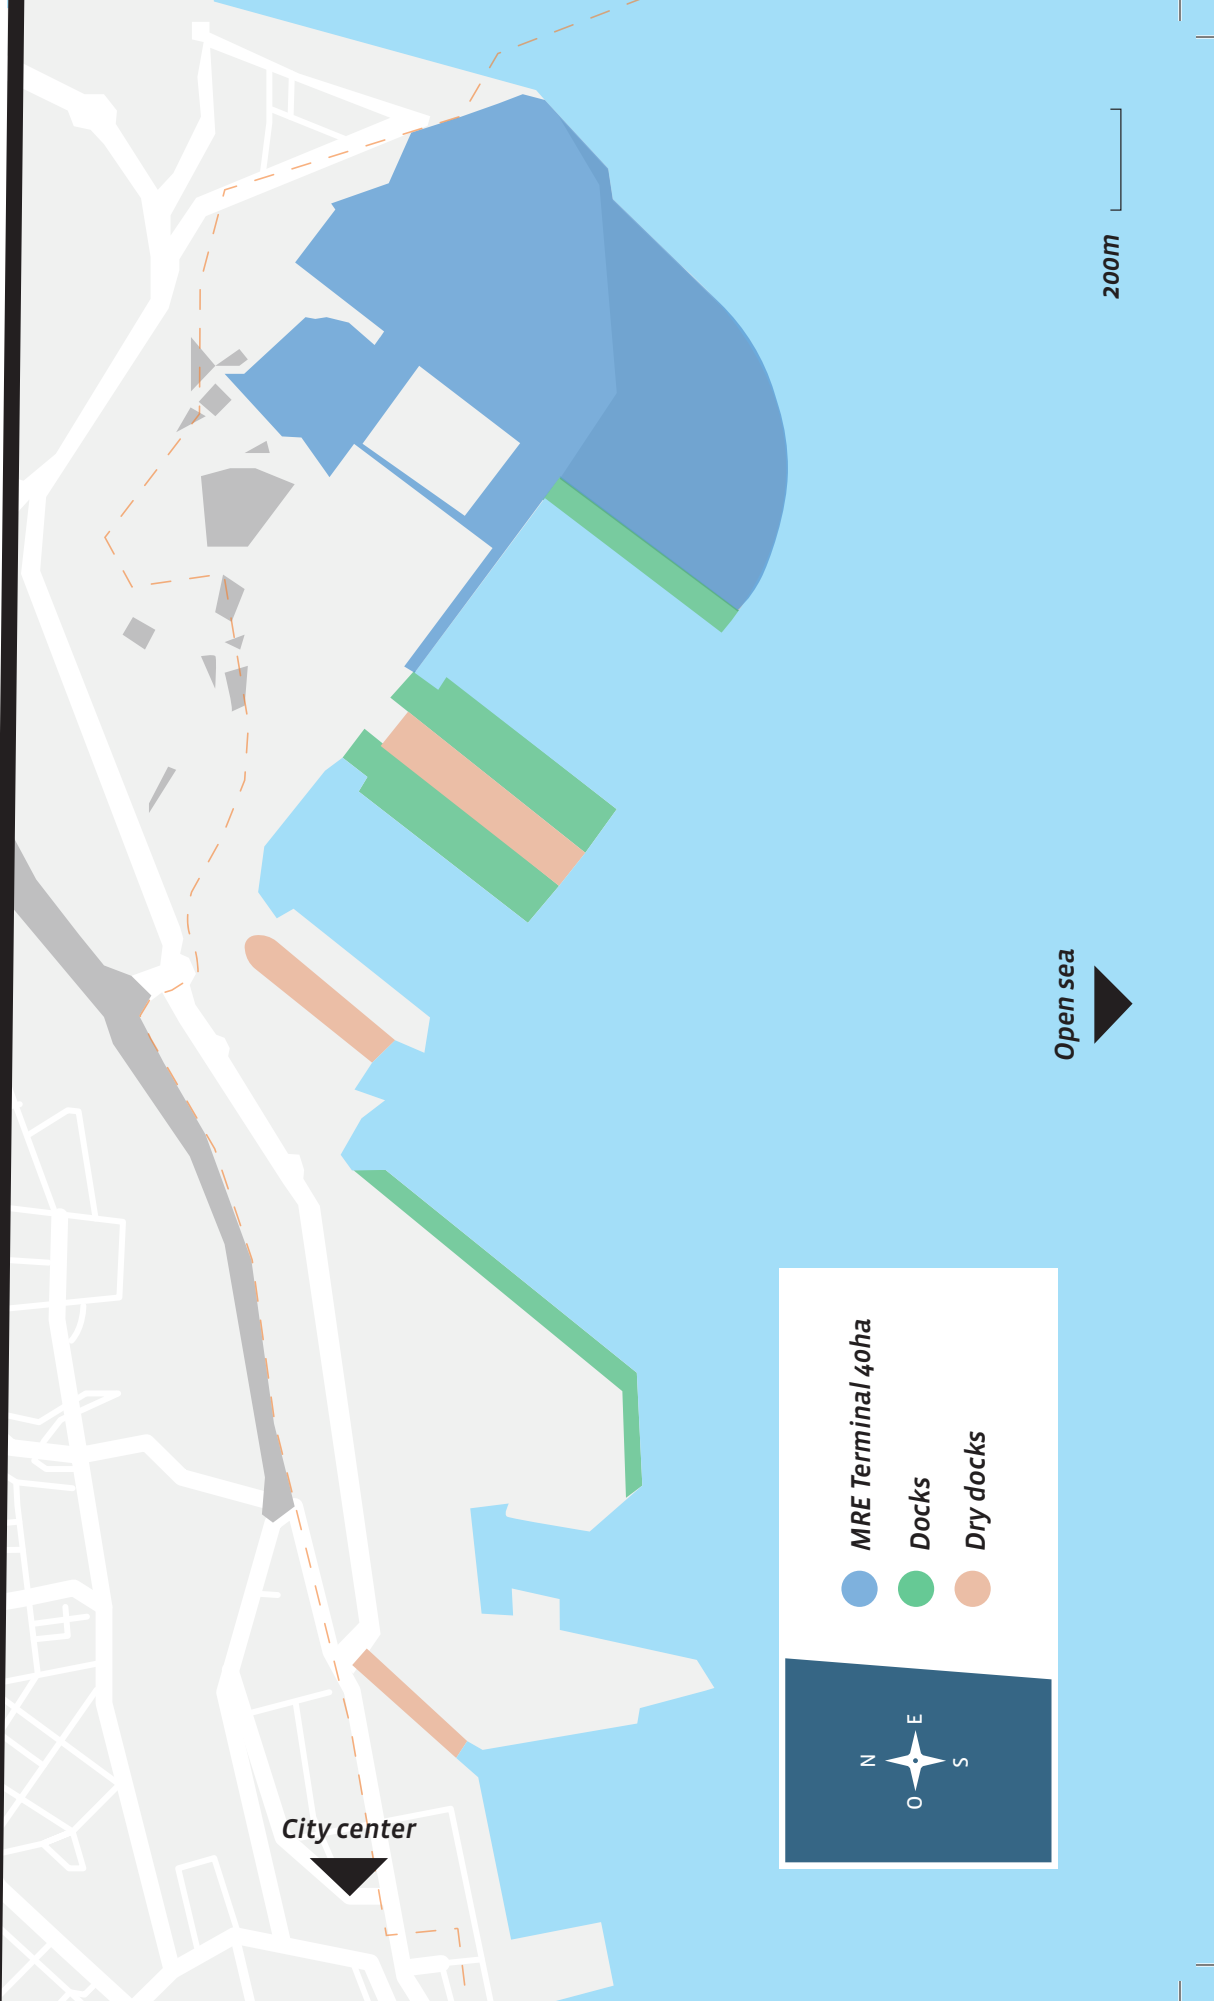 200m
Open sea
MRE Terminal 40ha
Docks
Dry docks
N
E
S
O
City center